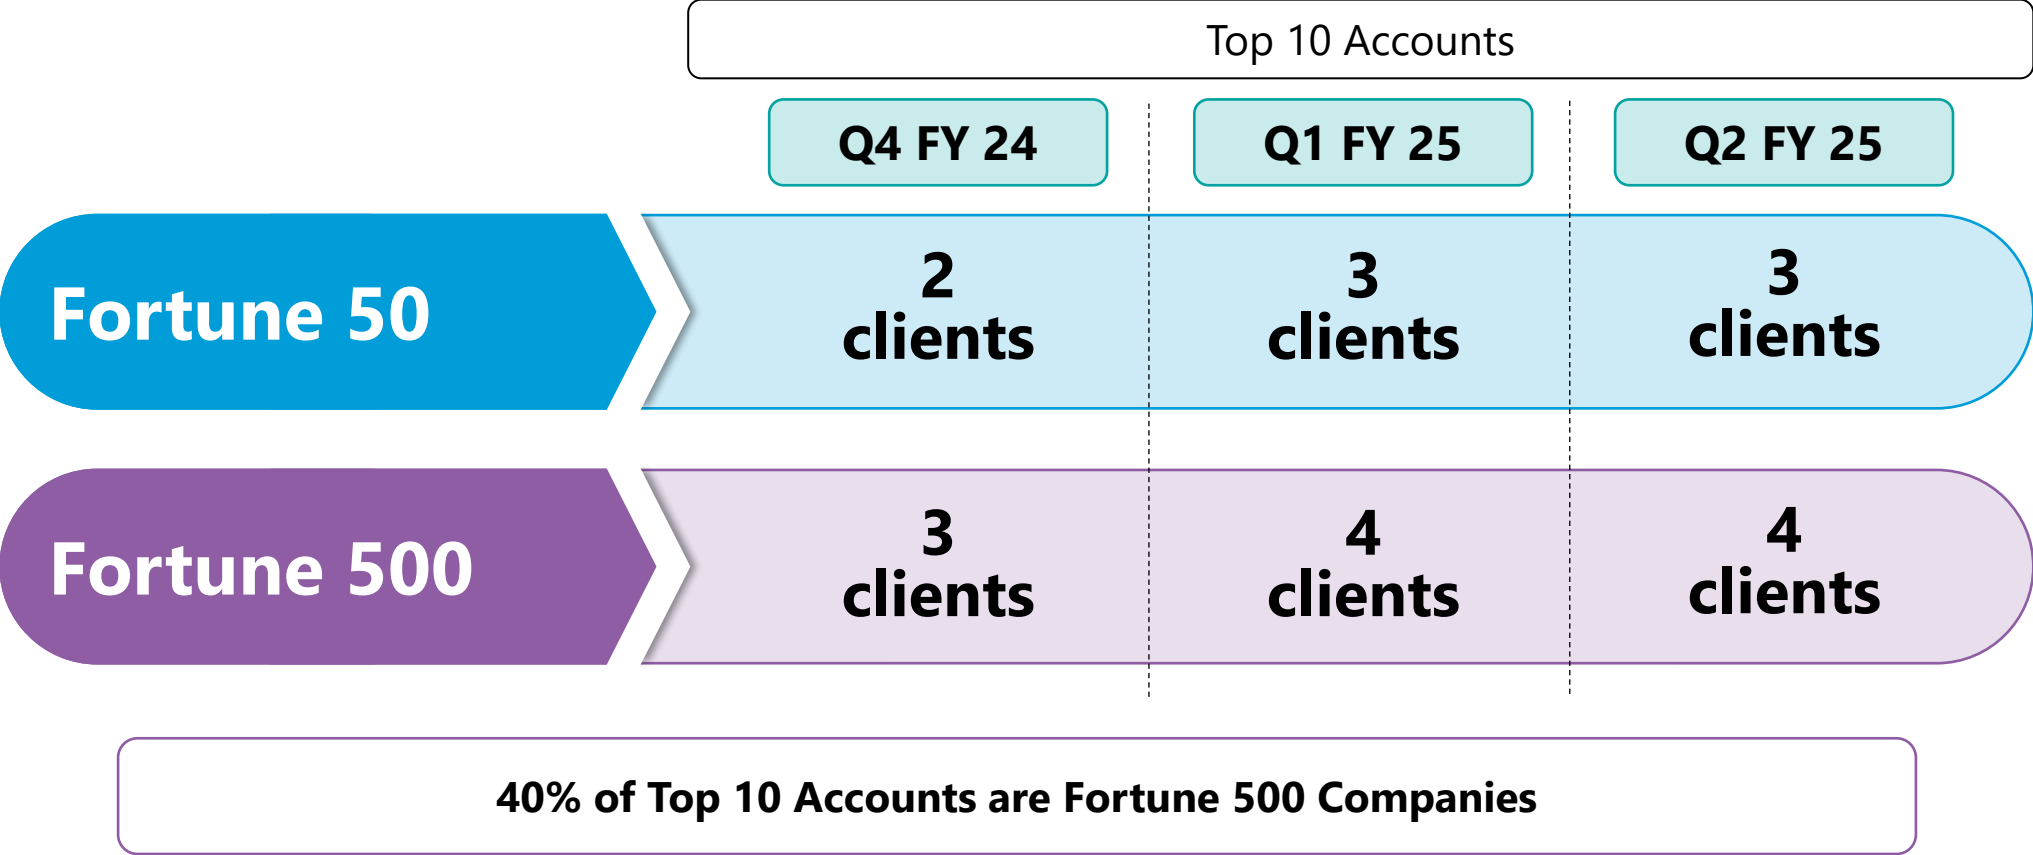 Top 10 Accounts
Q4 FY 24
Q1 FY 25
Q2 FY 25
Fortune 50
2
clients
3
clients
3
clients
Fortune 500
3
clients
4
clients
4
clients
40% of Top 10 Accounts are Fortune 500 Companies